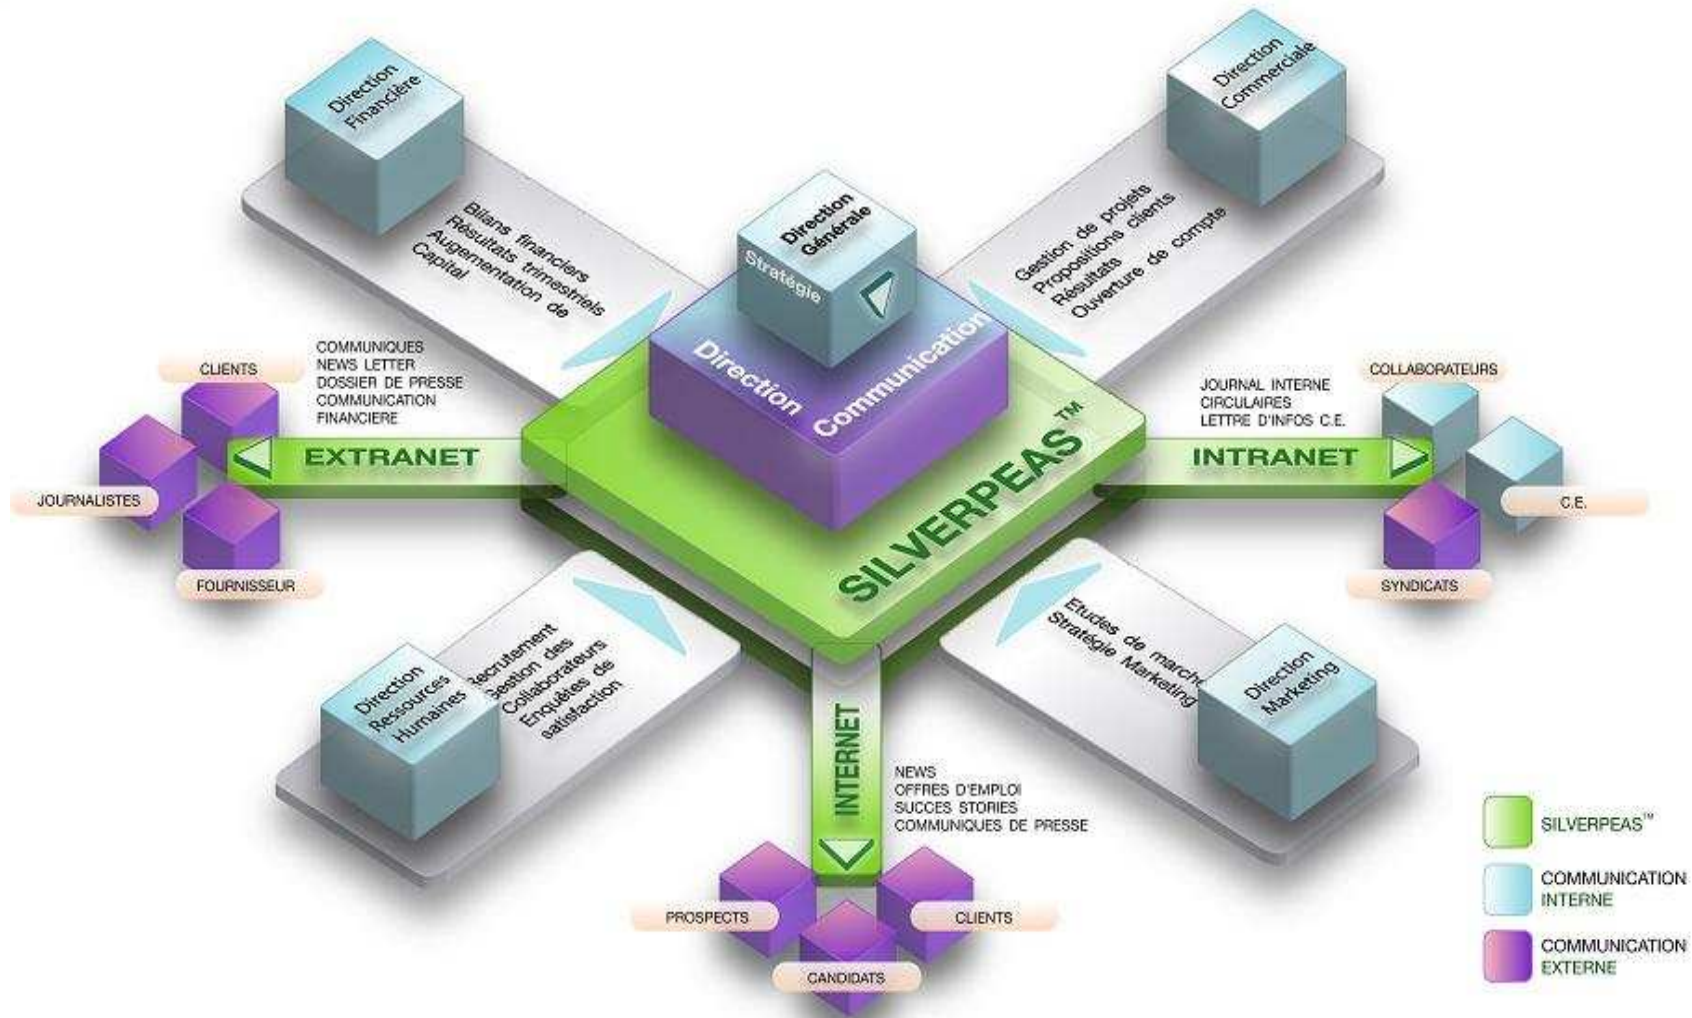 Direction
Financière
Bilans financiers
Résultats trimestriels
Augementation de
Capital
Direction
Générale
Stratégie
Direction
Communication
SILVERPEAS™
Direction
Commerciale
Gestion de projets
Propositions clients
Résultats
Ouverture de compte
COMMUNIQUES
NEWS LETTER
DOSSIER DE PRESSE
COMMUNICATION
FINANCIERE
EXTRANET
CLIENTS
JOURNALISTES
FOURNISSEUR
JOURNAL INTERNE
CIRCULAIRES
LETTRE D'INFOS C.E.
INTRANET
COLLABORATEURS
C.E.
SYNDICATS
Direction
Ressources
Humaines
Recrutement
Gestion des
Collaborateurs
Enquêtes de
satisfaction
INTERNET
NEWS
OFFRES D'EMPLOI
SUCCES STORIES
COMMUNIQUES DE PRESSE
PROSPECTS
CANDIDATS
CLIENTS
Etudes de marché
Stratégie Marketing
Direction
Marketing
SILVERPEAS™
COMMUNICATION
INTERNE
COMMUNICATION
EXTERNE